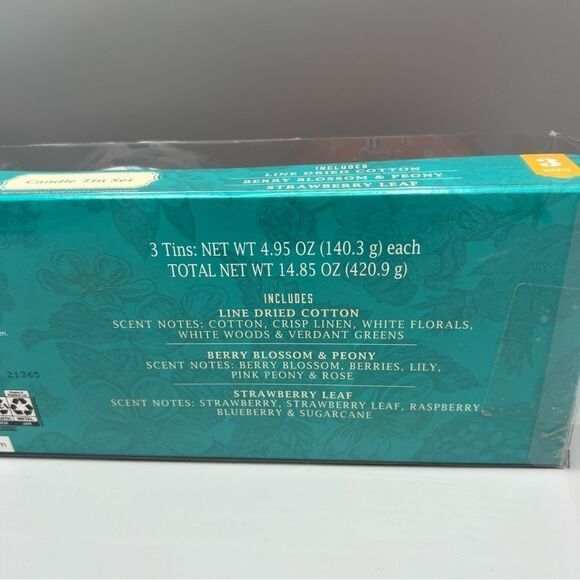 Candle Tin Set
INCLUDES
LINE DRIED COTTON
BERRY BLOSSOM & PEONY
STRAWBERRY LEAF
3
3 Tins: NET WT 4.95 OZ (140.3 g) each
TOTAL NET WT 14.85 OZ (420.9 g)
INCLUDES
LINE DRIED COTTON
SCENT NOTES: COTTON, CRISP LINEN, WHITE FLORALS,
WHITE WOODS & VERDANT GREENS
BERRY BLOSSOM & PEONY
SCENT NOTES: BERRY BLOSSOM, BERRIES, LILY,
PINK PEONY & ROSE
STRAWBERRY LEAF
SCENT NOTES: STRAWBERRY, STRAWBERRY LEAF, RASPBERRY,
BLUEBERRY & SUGARCANE
en.
21365
m